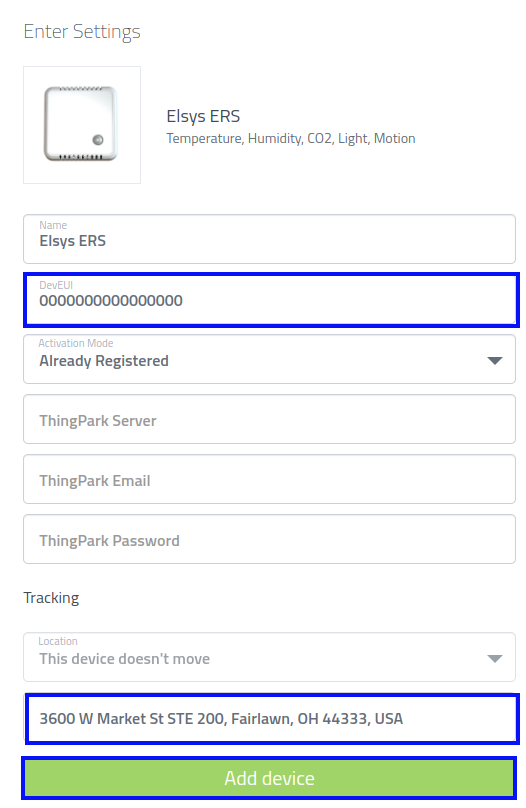 Enter Settings
Elsys ERS
Temperature, Humidity, CO2, Light, Motion
Name
Elsys ERS
DevEUI
0000000000000000
Activation Mode
Already Registered
ThingPark Server
ThingPark Email
ThingPark Password
Tracking
Location
This device doesn't move
3600 W Market St STE 200, Fairlawn, OH 44333, USA
Add device